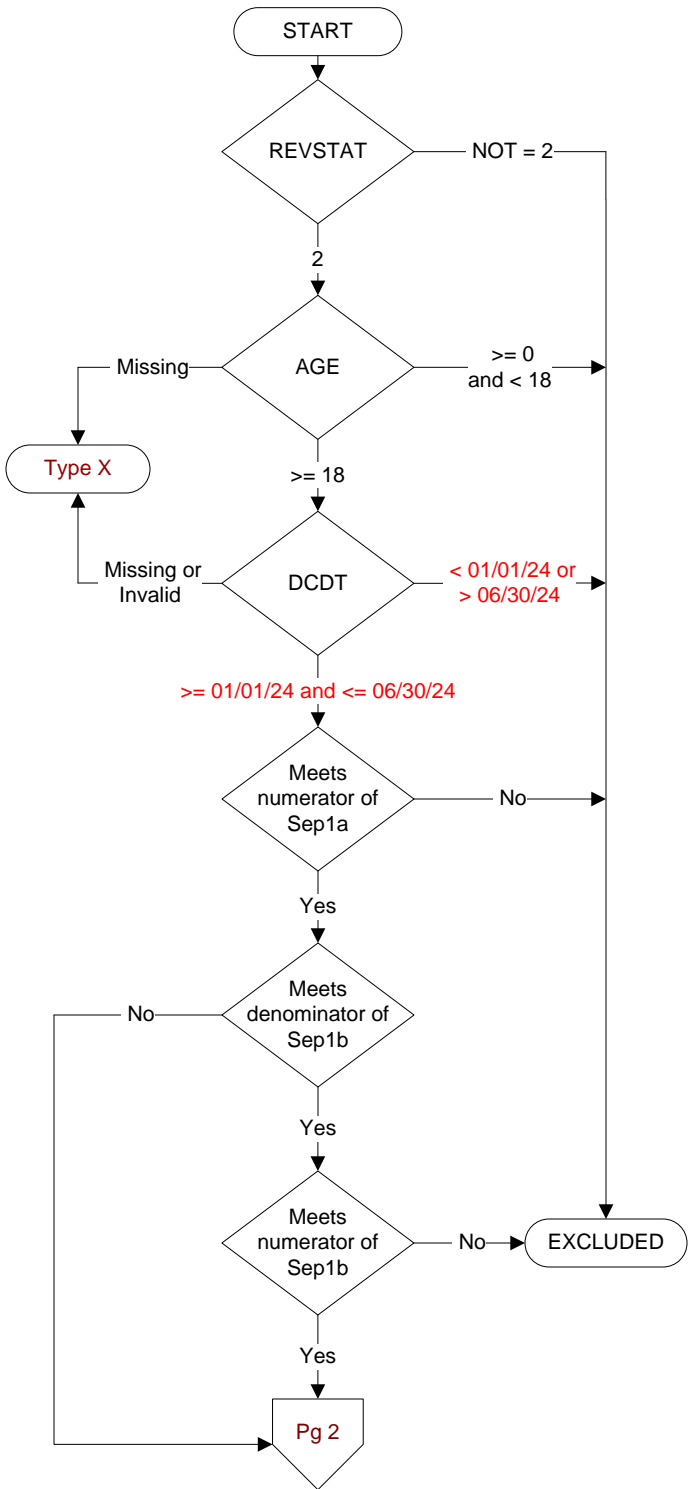 START
REVSTAT
NOT = 2
2
Missing
AGE
>= 0
and < 18
Type X
>= 18
Missing or
Invalid
DCDT
< 01/01/24 or
> 06/30/24
>= 01/01/24 and <= 06/30/24
Meets
numerator of
Sep1a
No
Yes
No
Meets
denominator of
Sep1b
Yes
Meets
numerator of
Sep1b
No
EXCLUDED
Yes
Pg 2